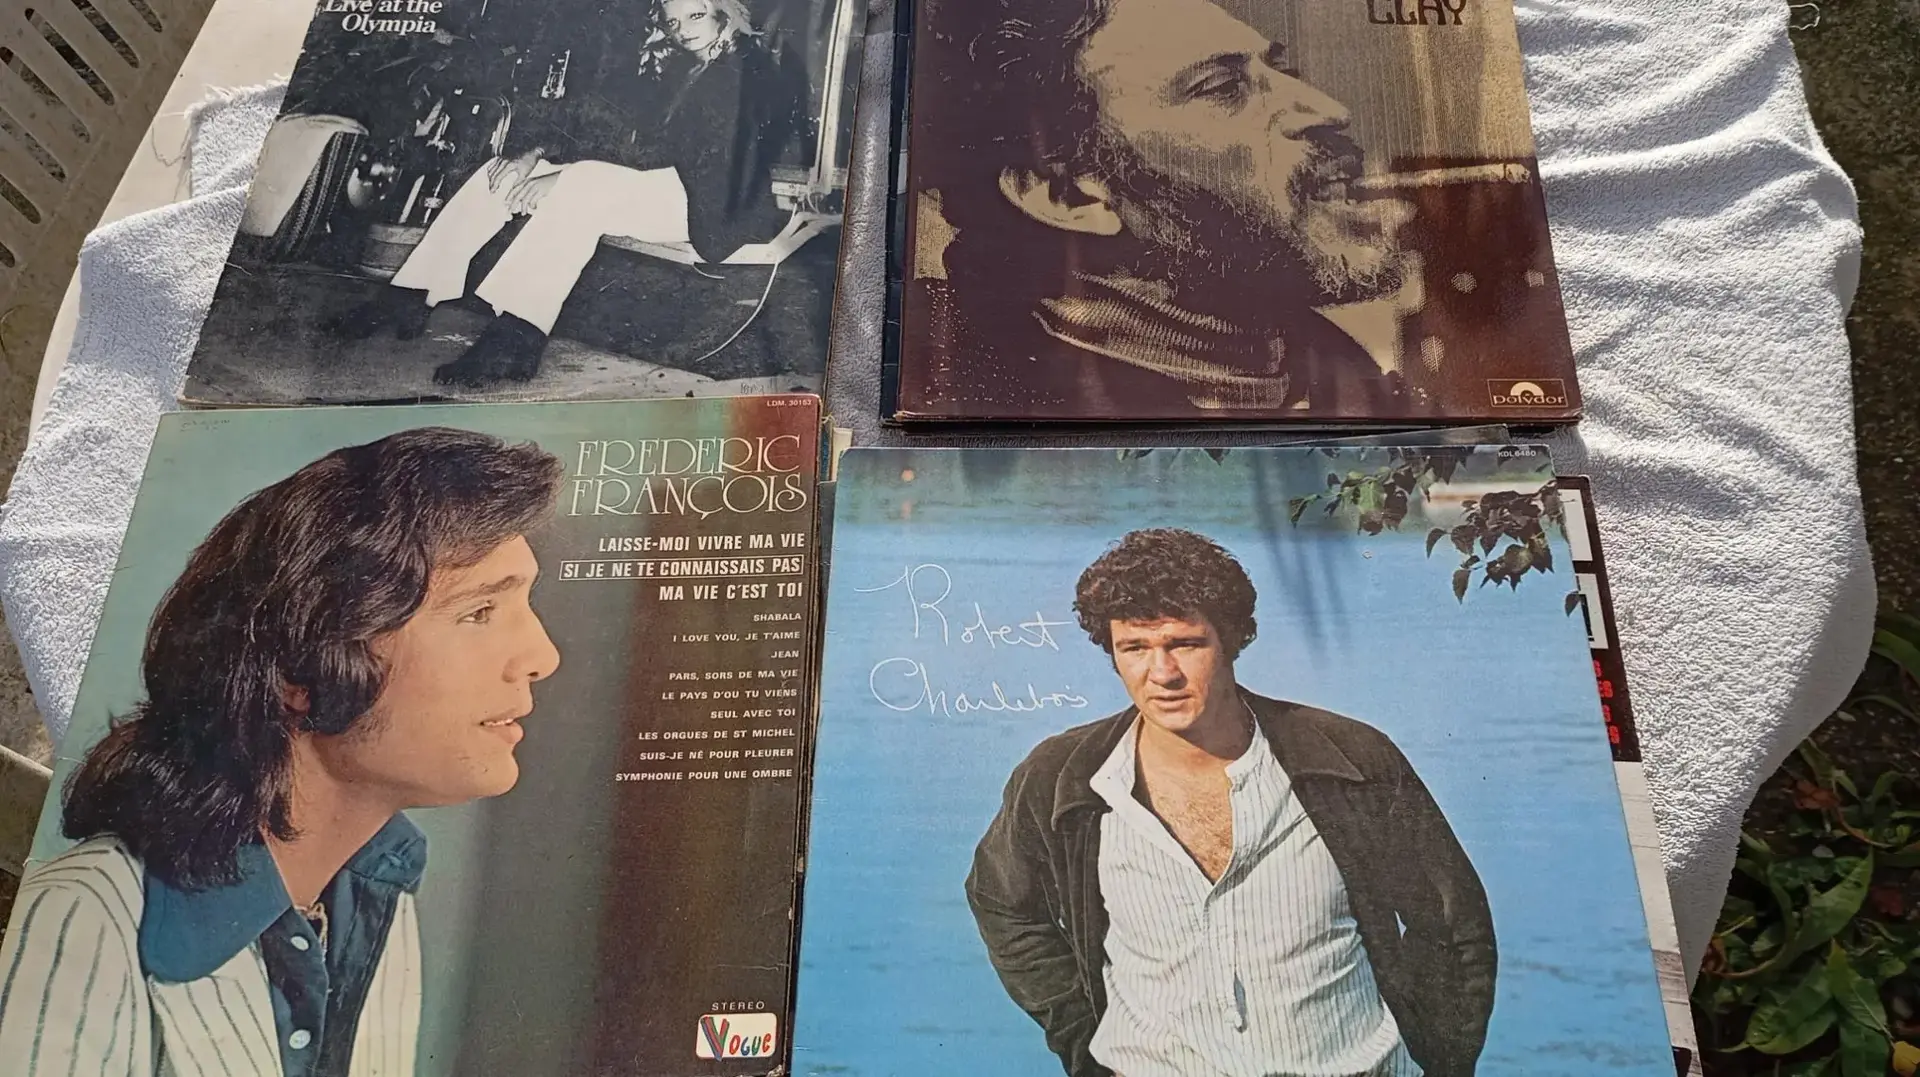 Live at the
Olympia
CLAY
polydor
LDM. 30153
FREDERIC
FRANÇOIS
LAISSE-MOI VIVRE MA VIE
SI JE NE TE CONNAISSAIS PAS
MA VIE C'EST TOI
SHABALA
I LOVE YOU, JE T'AIME
JEAN
PARS, SORS DE MA VIE
LE PAYS D'OU TU VIENS
SEUL AVEC TOI
LES ORGUES DE ST MICHEL
SUIS-JE NÉ POUR PLEURER
SYMPHONIE POUR UNE OMBRE
STEREO
VOGUE
KDL 6480
Robert
Charlebois